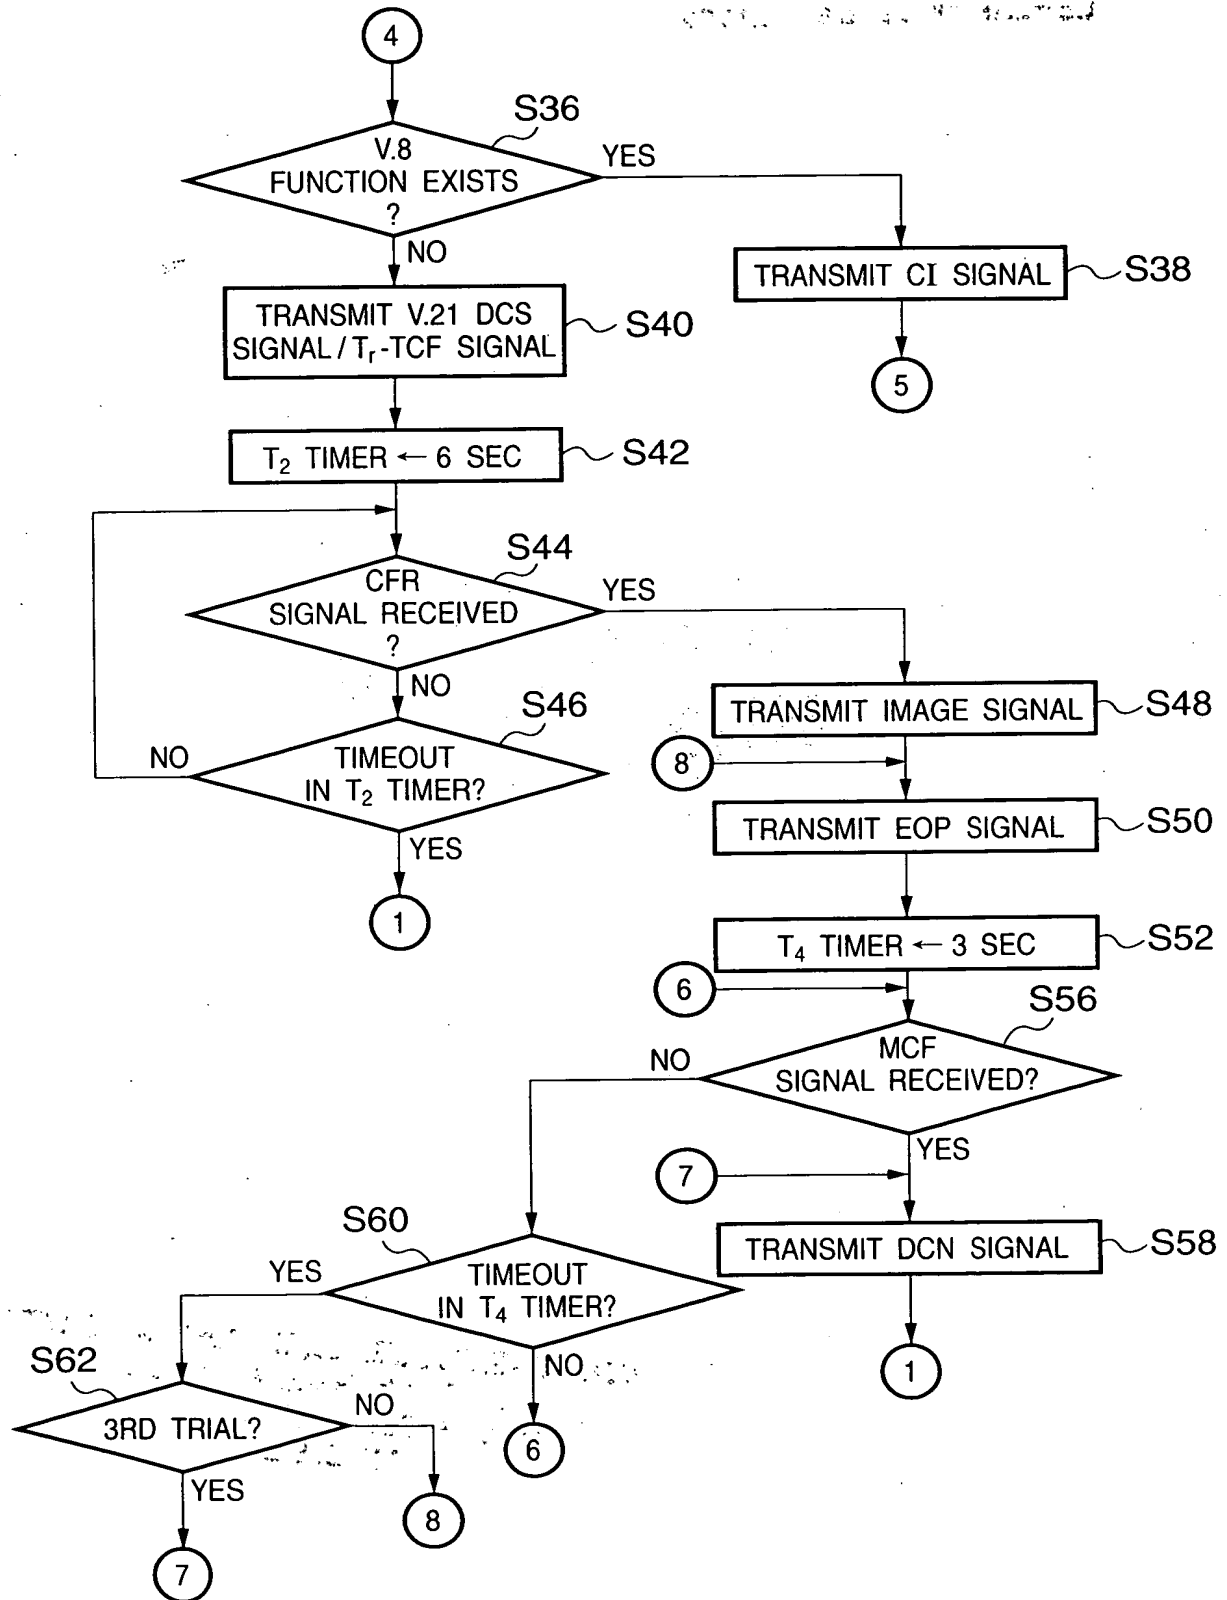 4
S36
V.8
FUNCTION EXISTS
?
YES
NO
TRANSMIT CI SIGNAL
S38
5
TRANSMIT V.21 DCS
SIGNAL / Tr-TCF SIGNAL
S40
T2 TIMER ← 6 SEC
S42
S44
CFR
SIGNAL RECEIVED
?
YES
NO
S46
TIMEOUT
IN T2 TIMER?
NO
YES
1
TRANSMIT IMAGE SIGNAL
S48
8
TRANSMIT EOP SIGNAL
S50
T4 TIMER ← 3 SEC
S52
6
S56
MCF
SIGNAL RECEIVED?
NO
YES
7
TRANSMIT DCN SIGNAL
S58
1
S60
TIMEOUT
IN T4 TIMER?
YES
NO
6
S62
3RD TRIAL?
NO
8
YES
7